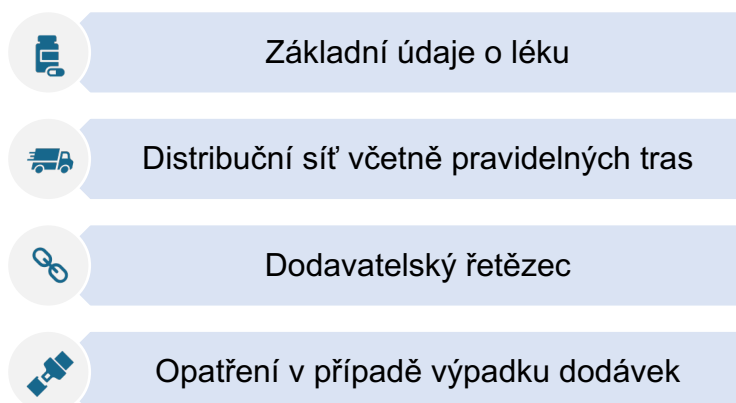 Základní údaje o léku
Distribuční síť včetně pravidelných tras
Dodavatelský řetězec
Opatření v případě výpadku dodávek